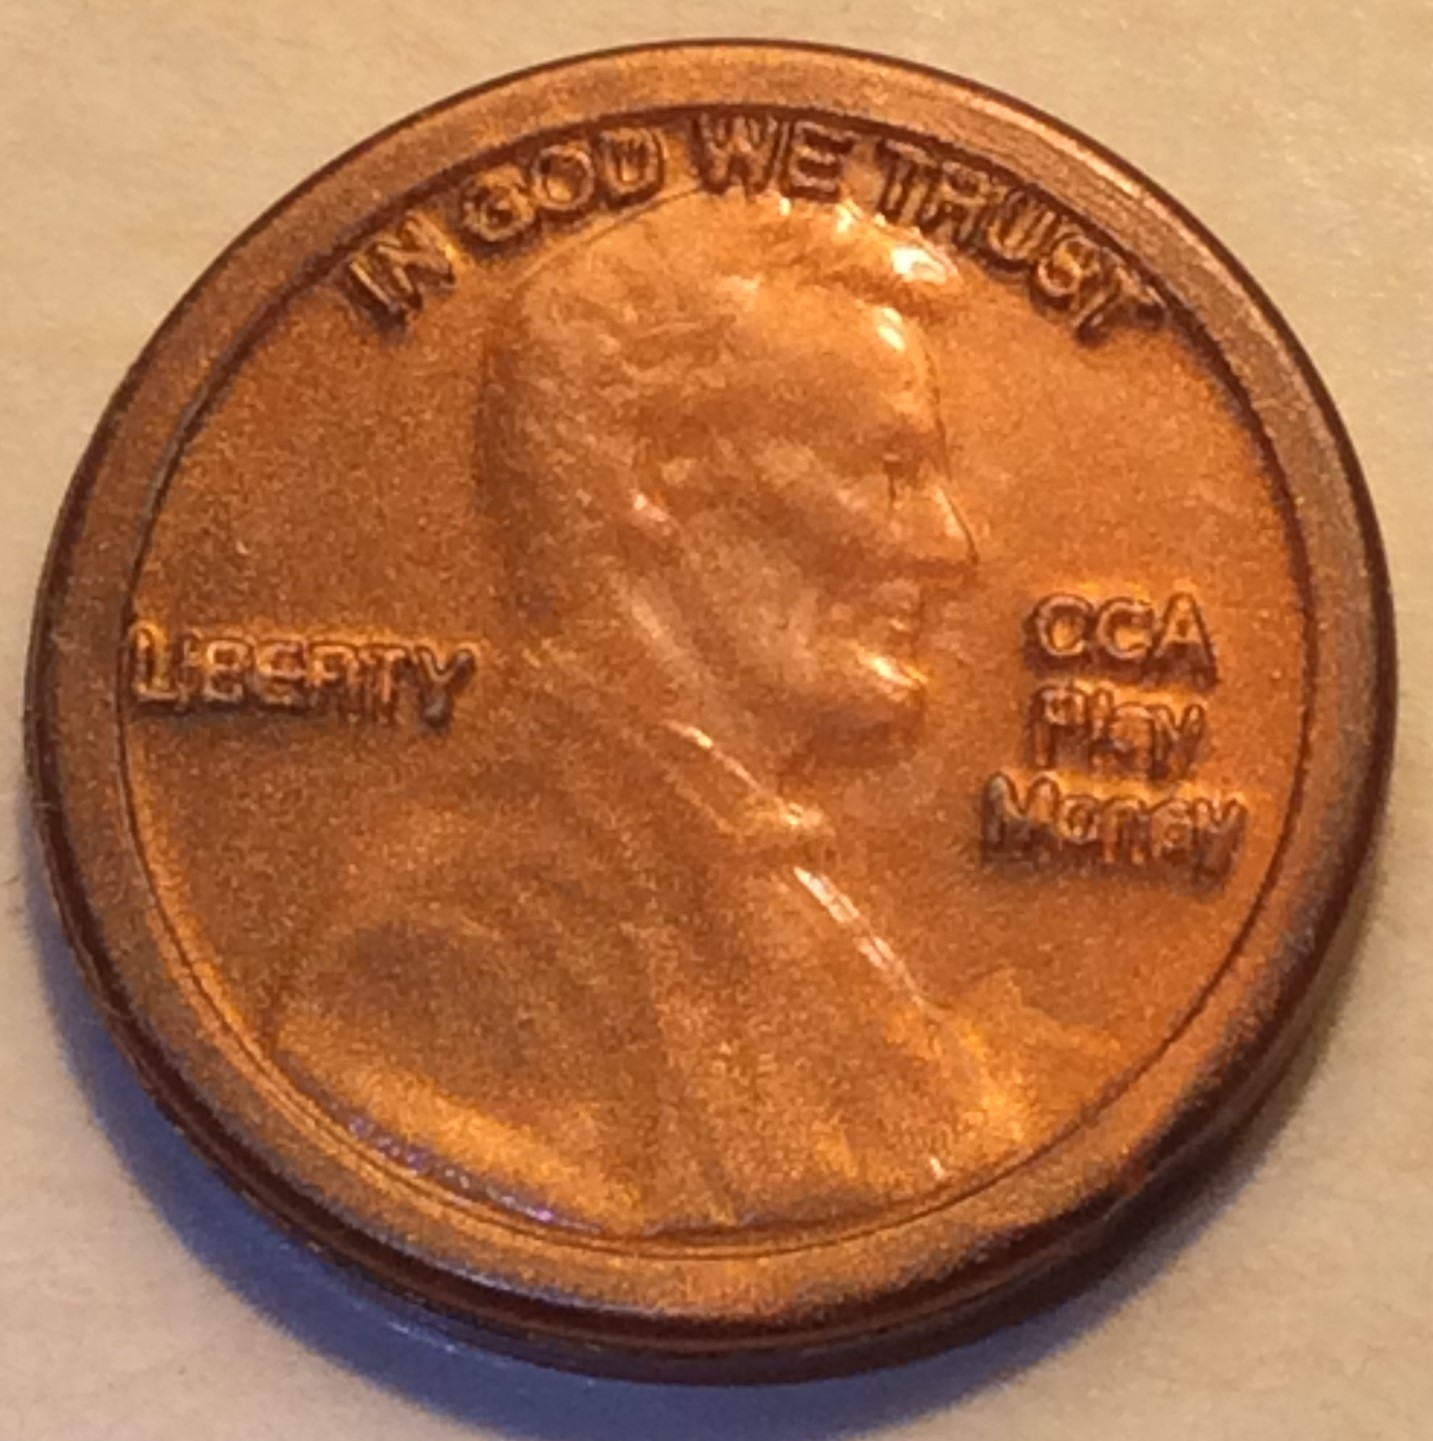 IN GOD WE TRUST
LIBERTY
CCA
Play
Money